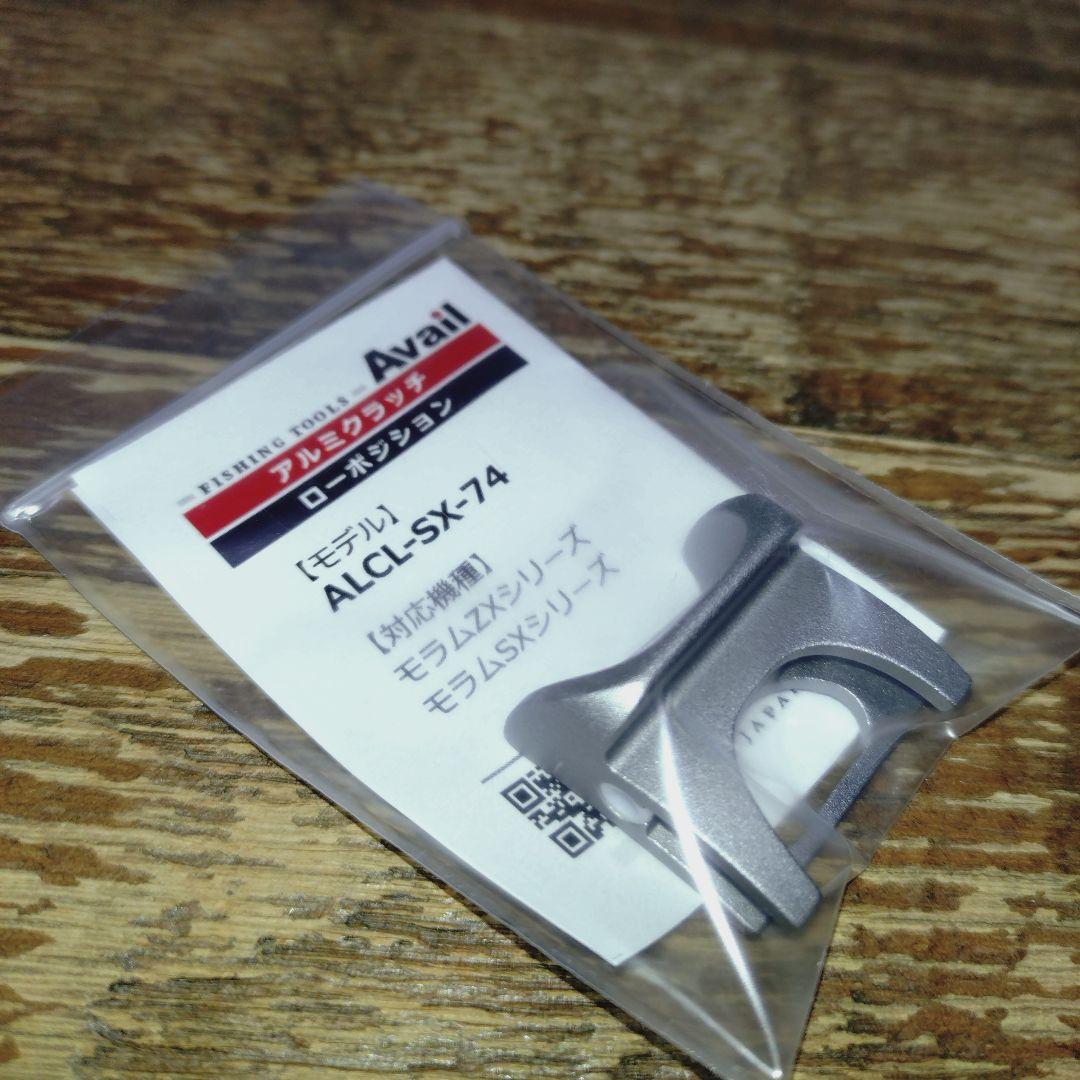 Avail
FISHING TOOLS
アルミクラッチ
ローポジション
【モデル】
ALCL-SX-74
【対応機種】
モラムZXシリーズ
モラムSXシリーズ
JAPAN